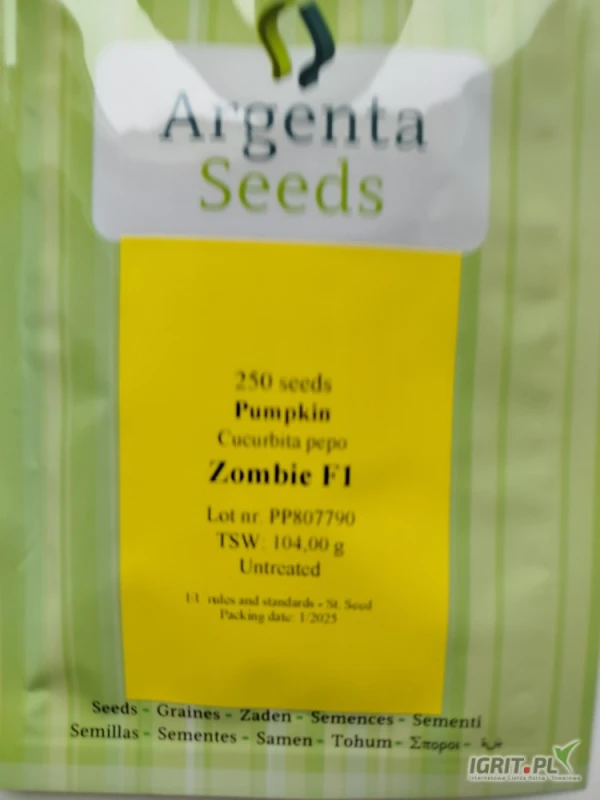 Argenta
Seeds
250 seeds
Pumpkin
Cucurbita pepo
Zombie F1
Lot nr. PP807790
TSW: 104,00 g
Untreated
rules and standards - St. Seed
Packing date: 1/2025
Seeds - Graines - Zaden - Semences - Sementi
Semillas - Sementes - Samen - Tohum - Σποροι -
IGRIT.PL